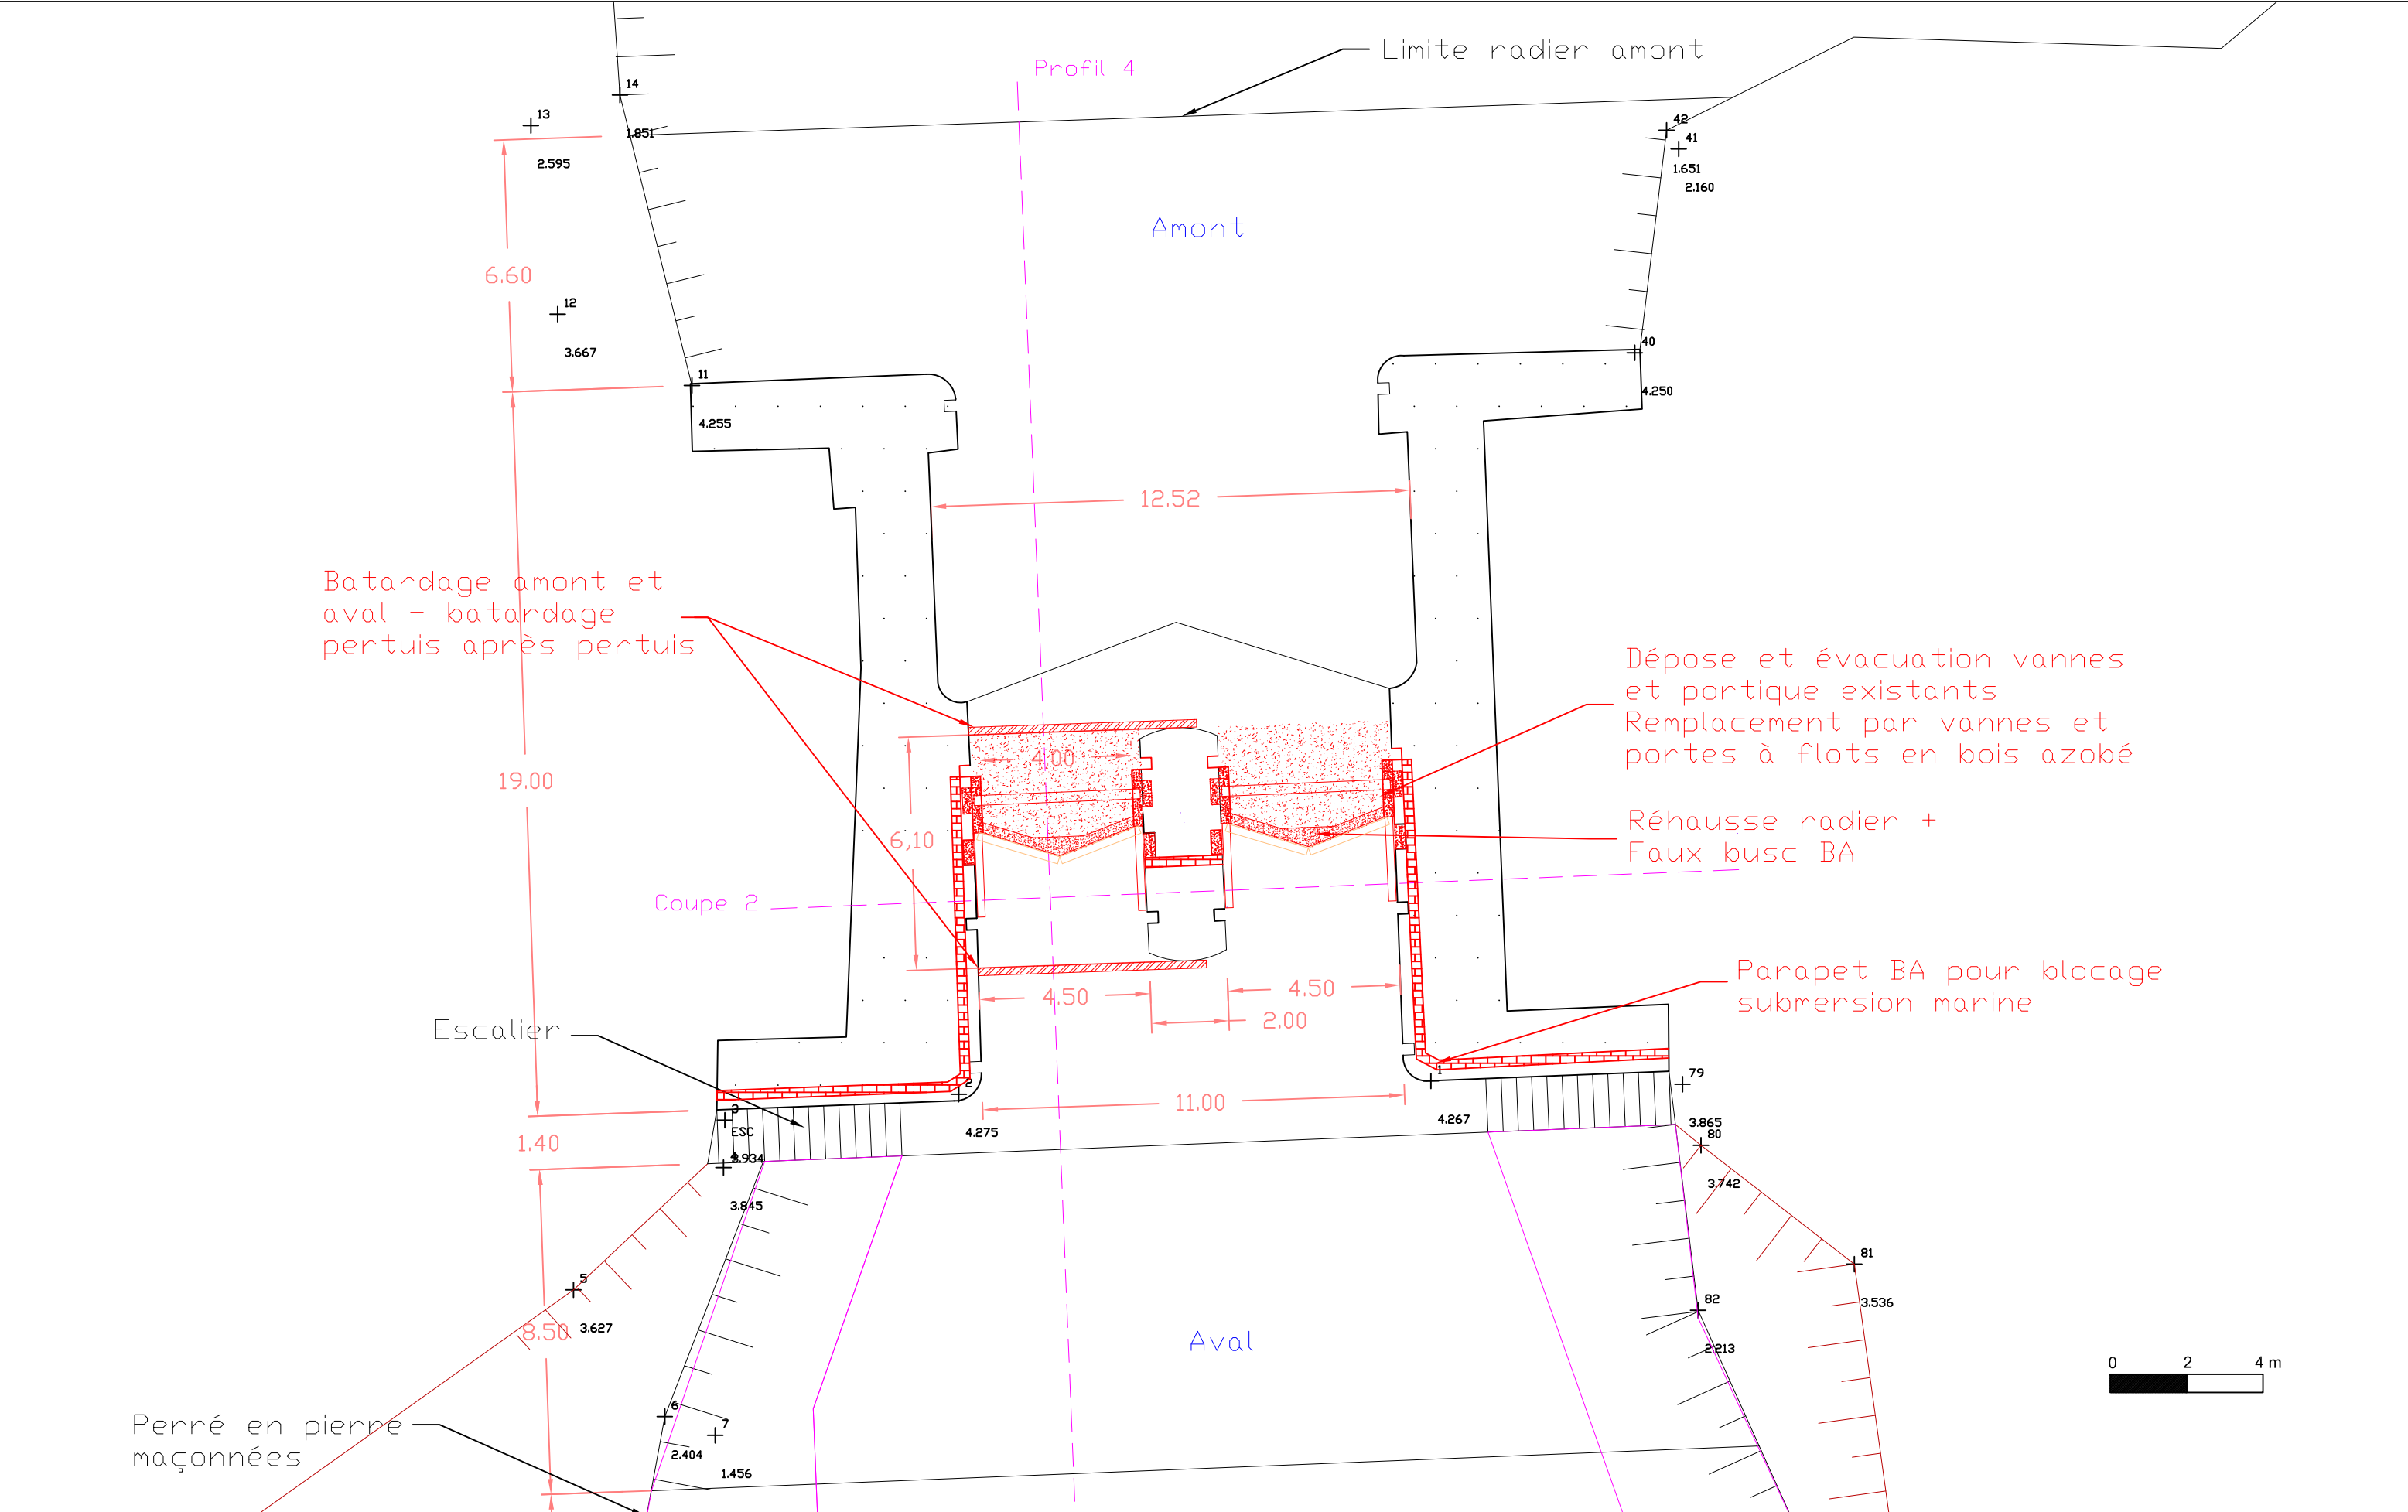 Limite radier amont
Profil 4
14
13
1.851
2.595
42
41
1.651
2.160
Amont
6.60
12
3.667
11
4.255
40
4.250
12.52
Batardage amont et
aval - batardage
pertuis après pertuis
Dépose et évacuation vannes
et portique existants
Remplacement par vannes et
portes à flots en bois azobé
4.00
19.00
6,10
Réhausse radier +
Faux busc BA
Coupe 2
Parapet BA pour blocage
submersion marine
4.50
4.50
2.00
Escalier
1
2
79
11.00
3
ESC
4.275
4.267
3.865
80
1.40
4
3.934
3.742
3.845
81
5
3.627
82
3.536
8.50
Aval
2.213
0 2 4 m
6
7
2.404
1.456
Perré en pierre
maçonnées